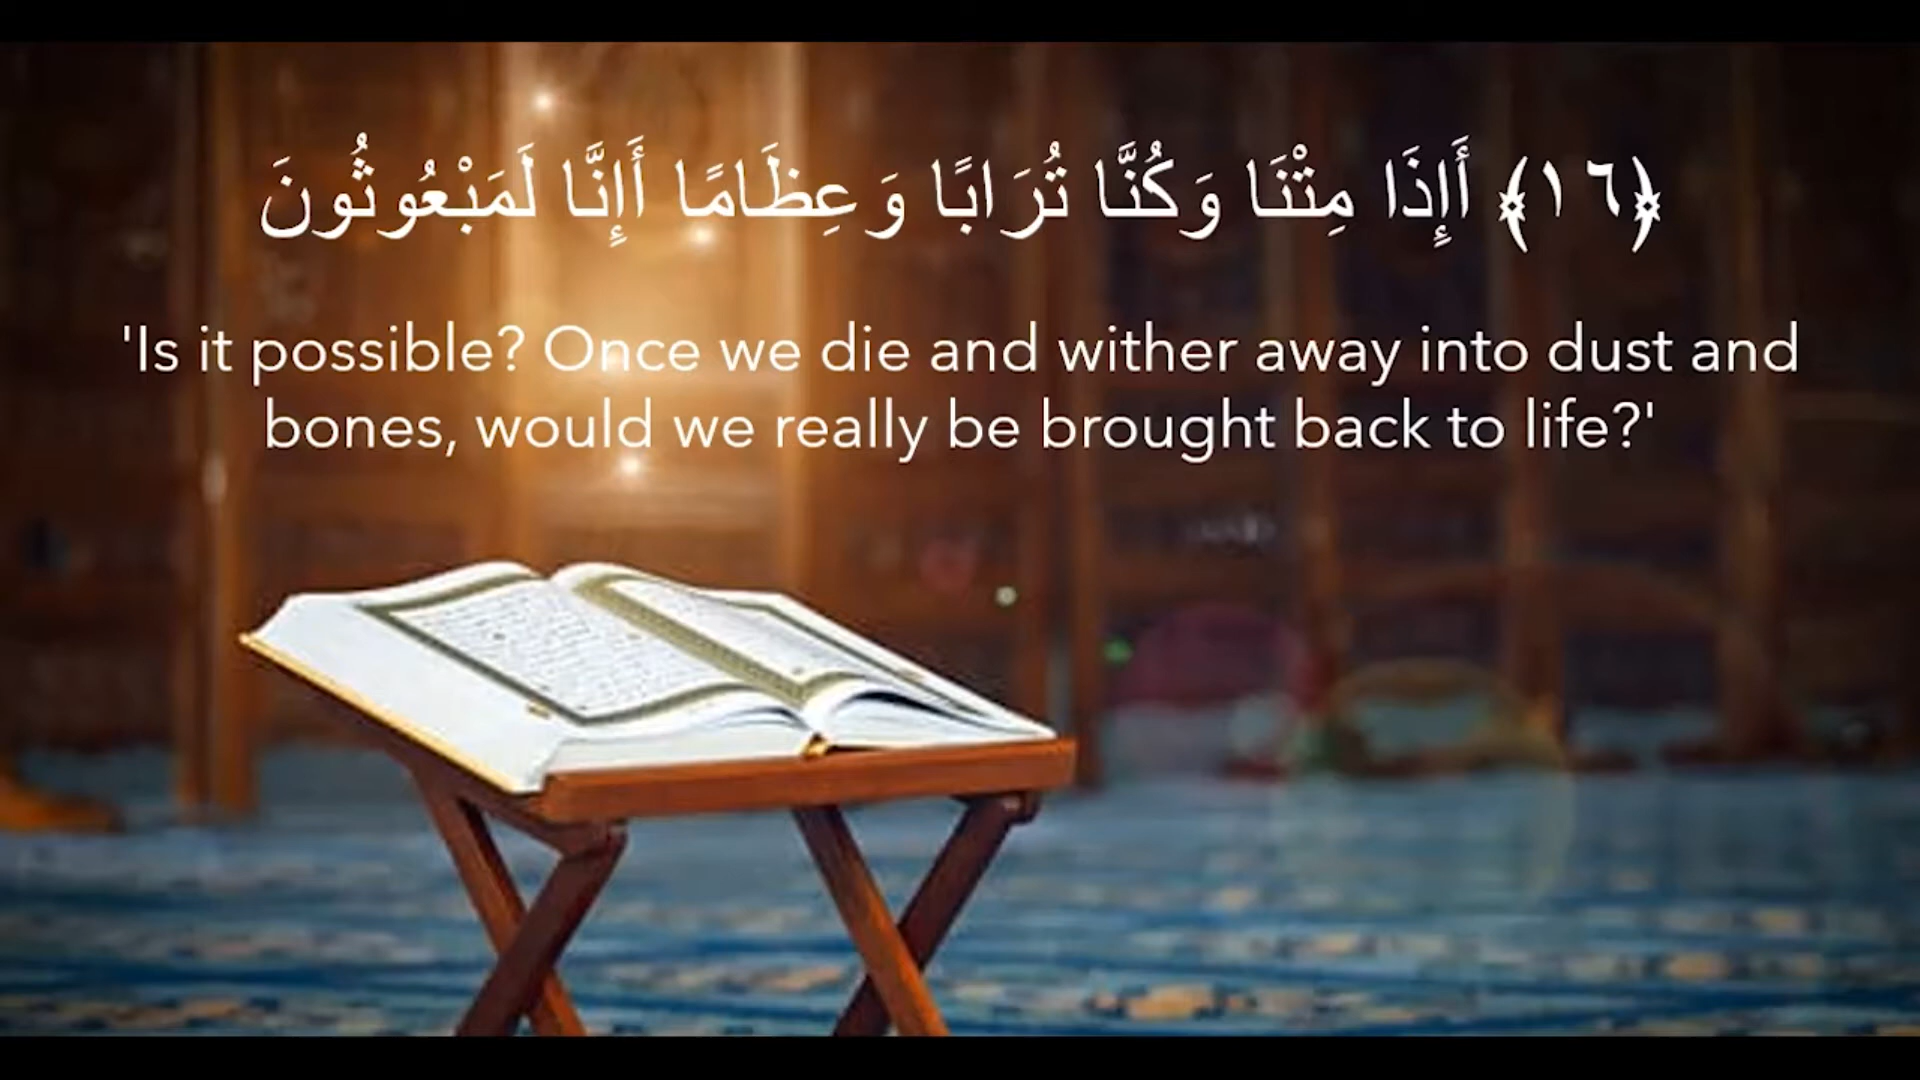 ﴿١٦﴾ أَإِذَا مِتْنَا وَكُنَّا تُرَابًا وَعِظَامًا أَإِنَّا لَمَبْعُوثُونَ
'Is it possible? Once we die and wither away into dust and
bones, would we really be brought back to life?'